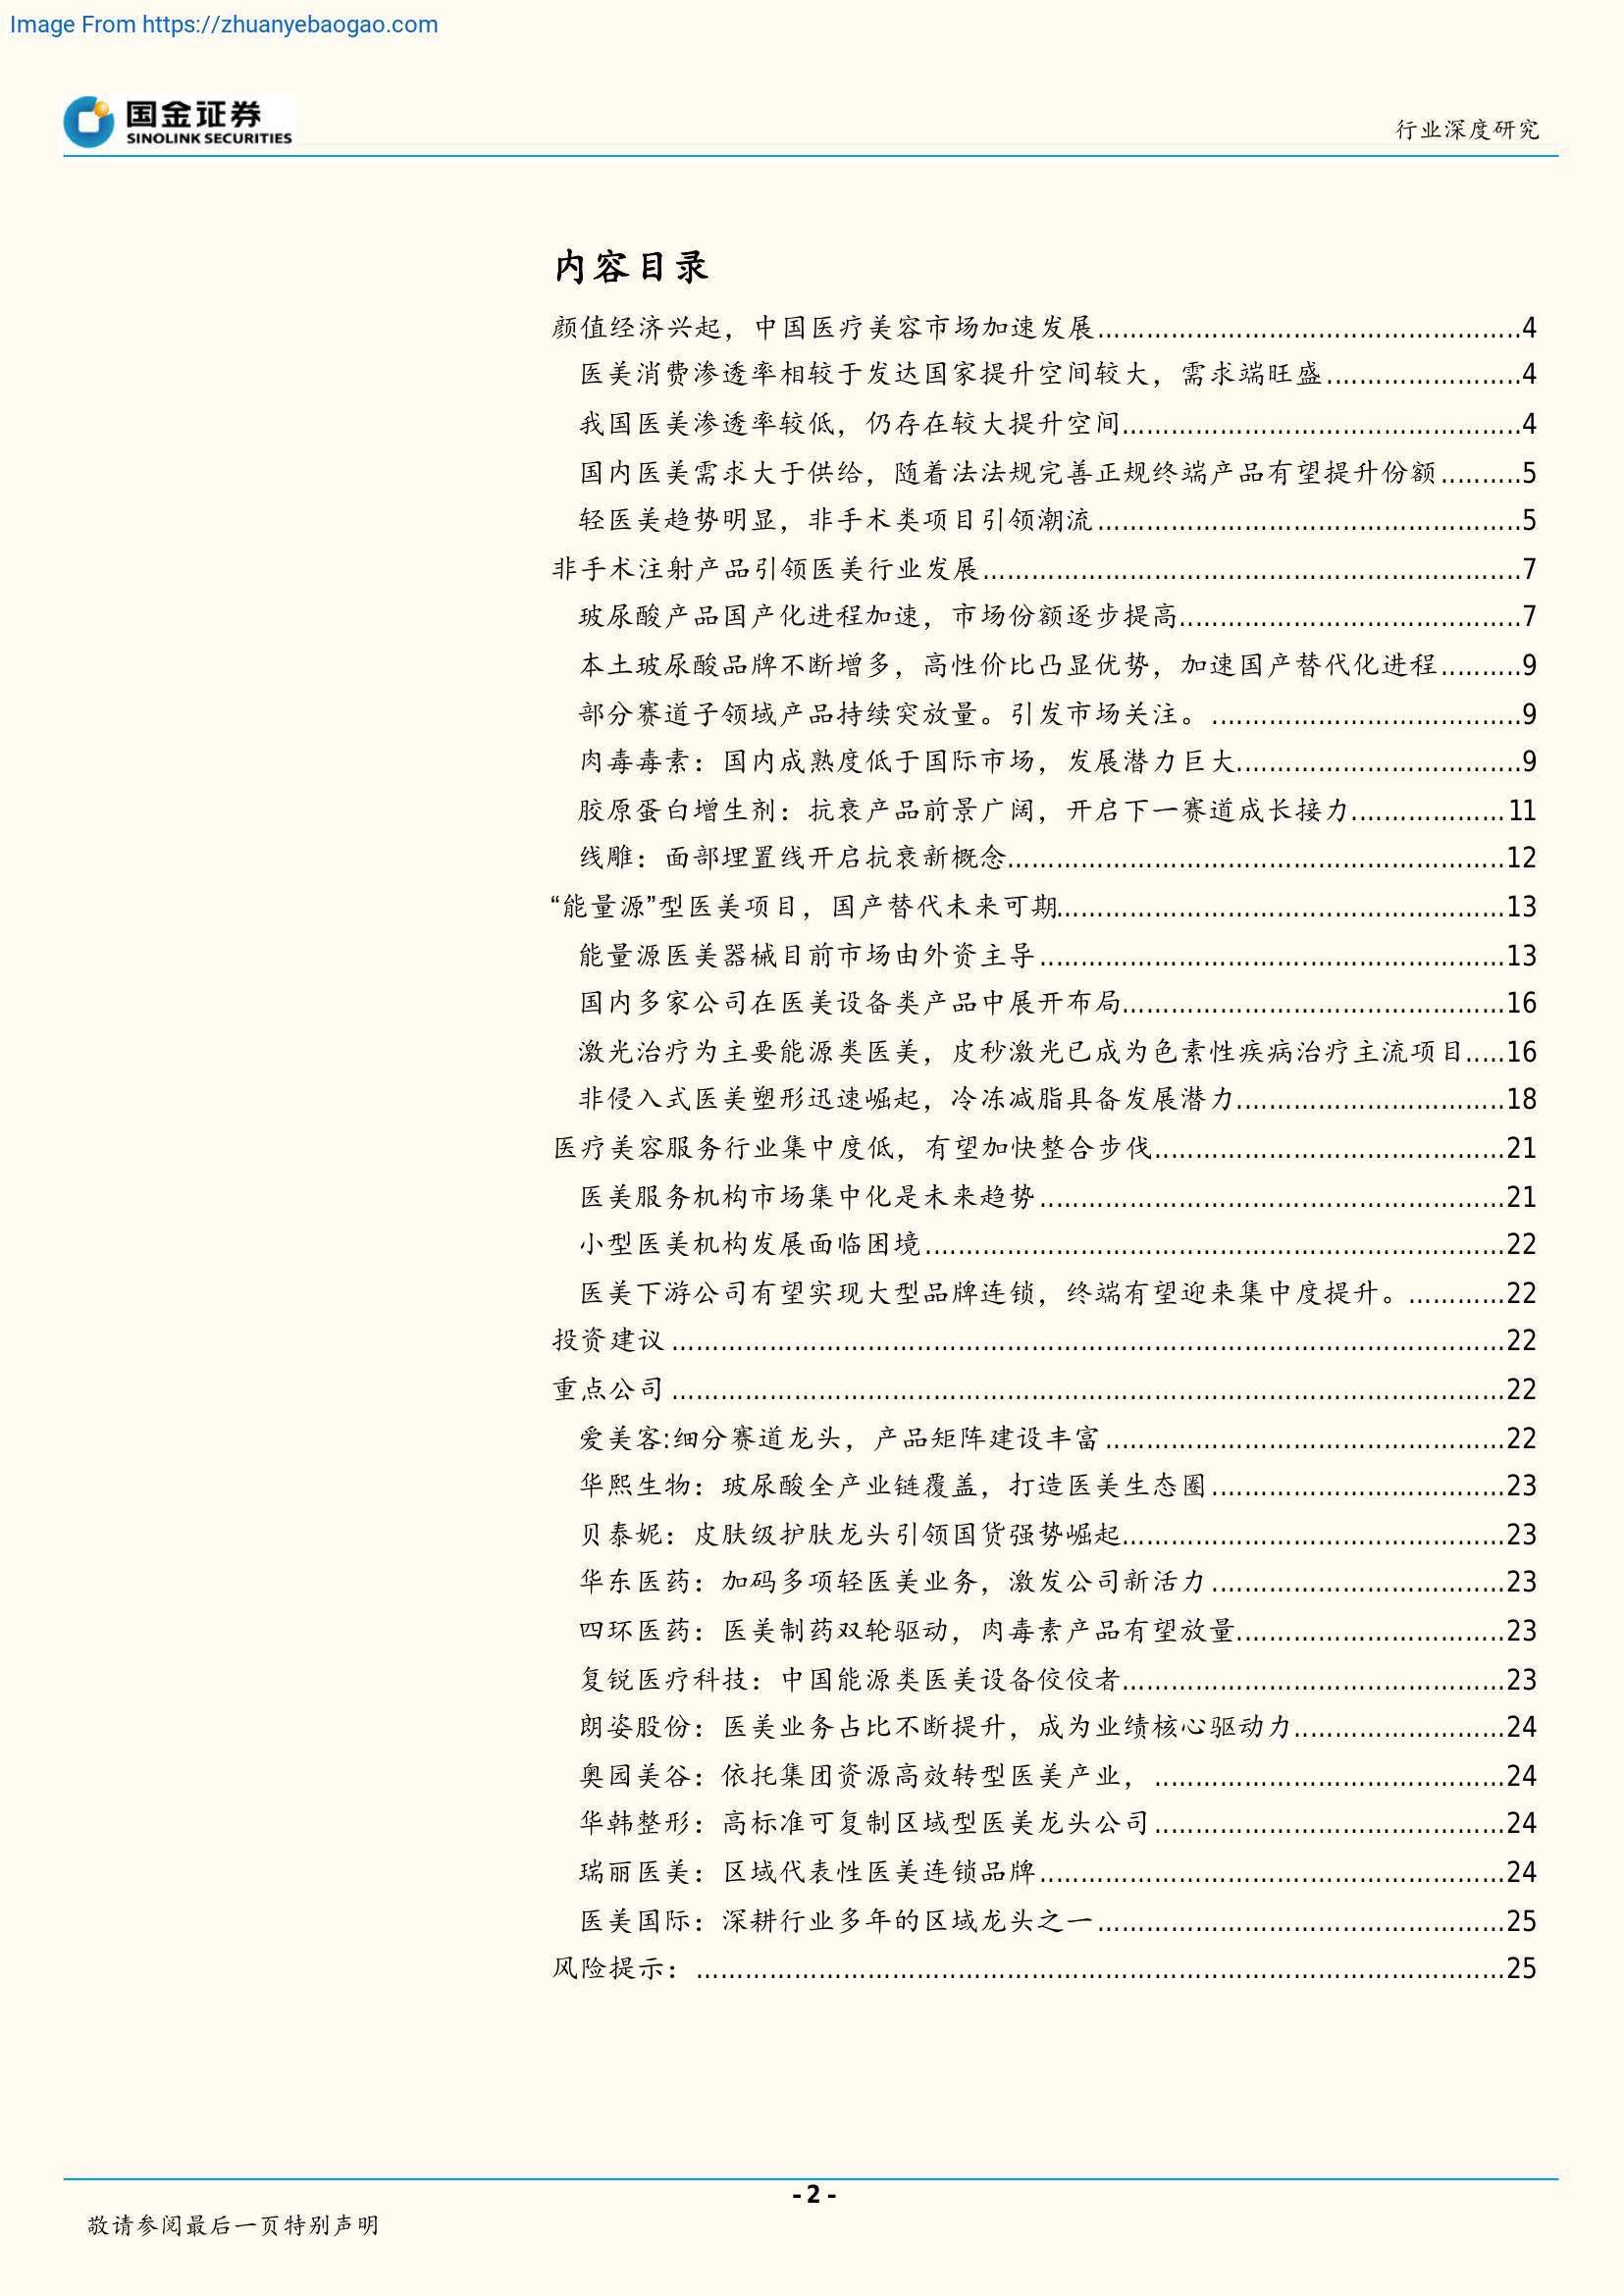 Image From https://zhuanyebaogao.com
国金证券
SINOLINK SECURITIES
行业深度研究
内容目录
颜值经济兴起，中国医疗美容市场加速发展....................................................4
医美消费渗透率相较于发达国家提升空间较大，需求端旺盛........................4
我国医美渗透率较低，仍存在较大提升空间.................................................4
国内医美需求大于供给，随着法法规完善正规终端产品有望提升份额..........5
轻医美趋势明显，非手术类项目引领潮流....................................................5
非手术注射产品引领医美行业发展..................................................................7
玻尿酸产品国产化进程加速，市场份额逐步提高..........................................7
本土玻尿酸品牌不断增多，高性价比凸显优势，加速国产替代化进程..........9
部分赛道子领域产品持续突放量。引发市场关注。......................................9
肉毒毒素：国内成熟度低于国际市场，发展潜力巨大...................................9
胶原蛋白增生剂：抗衰产品前景广阔，开启下一赛道成长接力...................11
线雕：面部埋置线开启抗衰新概念.............................................................12
“能量源”型医美项目，国产替代未来可期.......................................................13
能量源医美器械目前市场由外资主导.........................................................13
国内多家公司在医美设备类产品中展开布局...............................................16
激光治疗为主要能源类医美，皮秒激光已成为色素性疾病治疗主流项目.....16
非侵入式医美塑形迅速崛起，冷冻减脂具备发展潜力.................................18
医疗美容服务行业集中度低，有望加快整合步伐...........................................21
医美服务机构市场集中化是未来趋势.........................................................21
小型医美机构发展面临困境.......................................................................22
医美下游公司有望实现大型品牌连锁，终端有望迎来集中度提升。............22
投资建议......................................................................................................22
重点公司......................................................................................................22
爱美客:细分赛道龙头，产品矩阵建设丰富.................................................22
华熙生物：玻尿酸全产业链覆盖，打造医美生态圈....................................23
贝泰妮：皮肤级护肤龙头引领国货强势崛起...............................................23
华东医药：加码多项轻医美业务，激发公司新活力....................................23
四环医药：医美制药双轮驱动，肉毒素产品有望放量.................................23
复锐医疗科技：中国能源类医美设备佼佼者...............................................23
朗姿股份：医美业务占比不断提升，成为业绩核心驱动力..........................24
奥园美谷：依托集团资源高效转型医美产业，...........................................24
华韩整形：高标准可复制区域型医美龙头公司...........................................24
瑞丽医美：区域代表性医美连锁品牌.........................................................24
医美国际：深耕行业多年的区域龙头之一..................................................25
风险提示：...................................................................................................25
- 2 -
敬请参阅最后一页特别声明